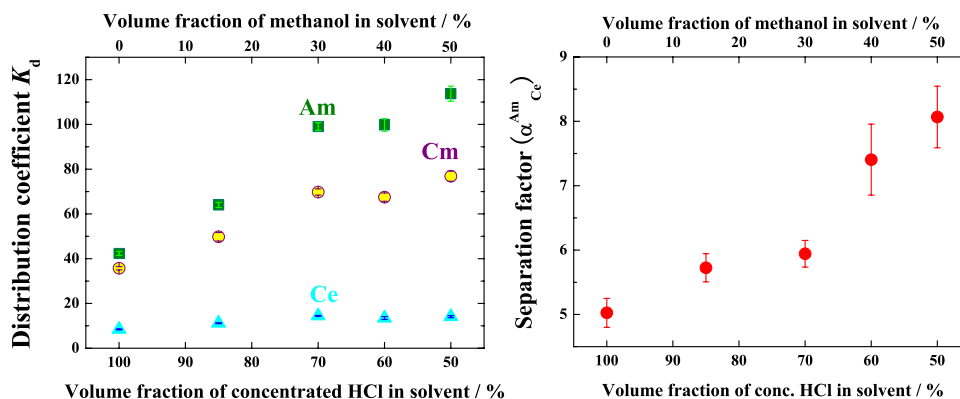 Volume fraction of methanol in solvent / %
0 10 20 30 40 50
Distribution coefficient Kd
120
100
80
60
40
20
0
Am
Cm
Ce
100 90 80 70 60 50
Volume fraction of concentrated HCl in solvent / %
Volume fraction of methanol in solvent / %
0 10 20 30 40 50
Separation factor (α^Am_Ce)
9
8
7
6
5
100 90 80 70 60 50
Volume fraction of conc. HCl in solvent / %